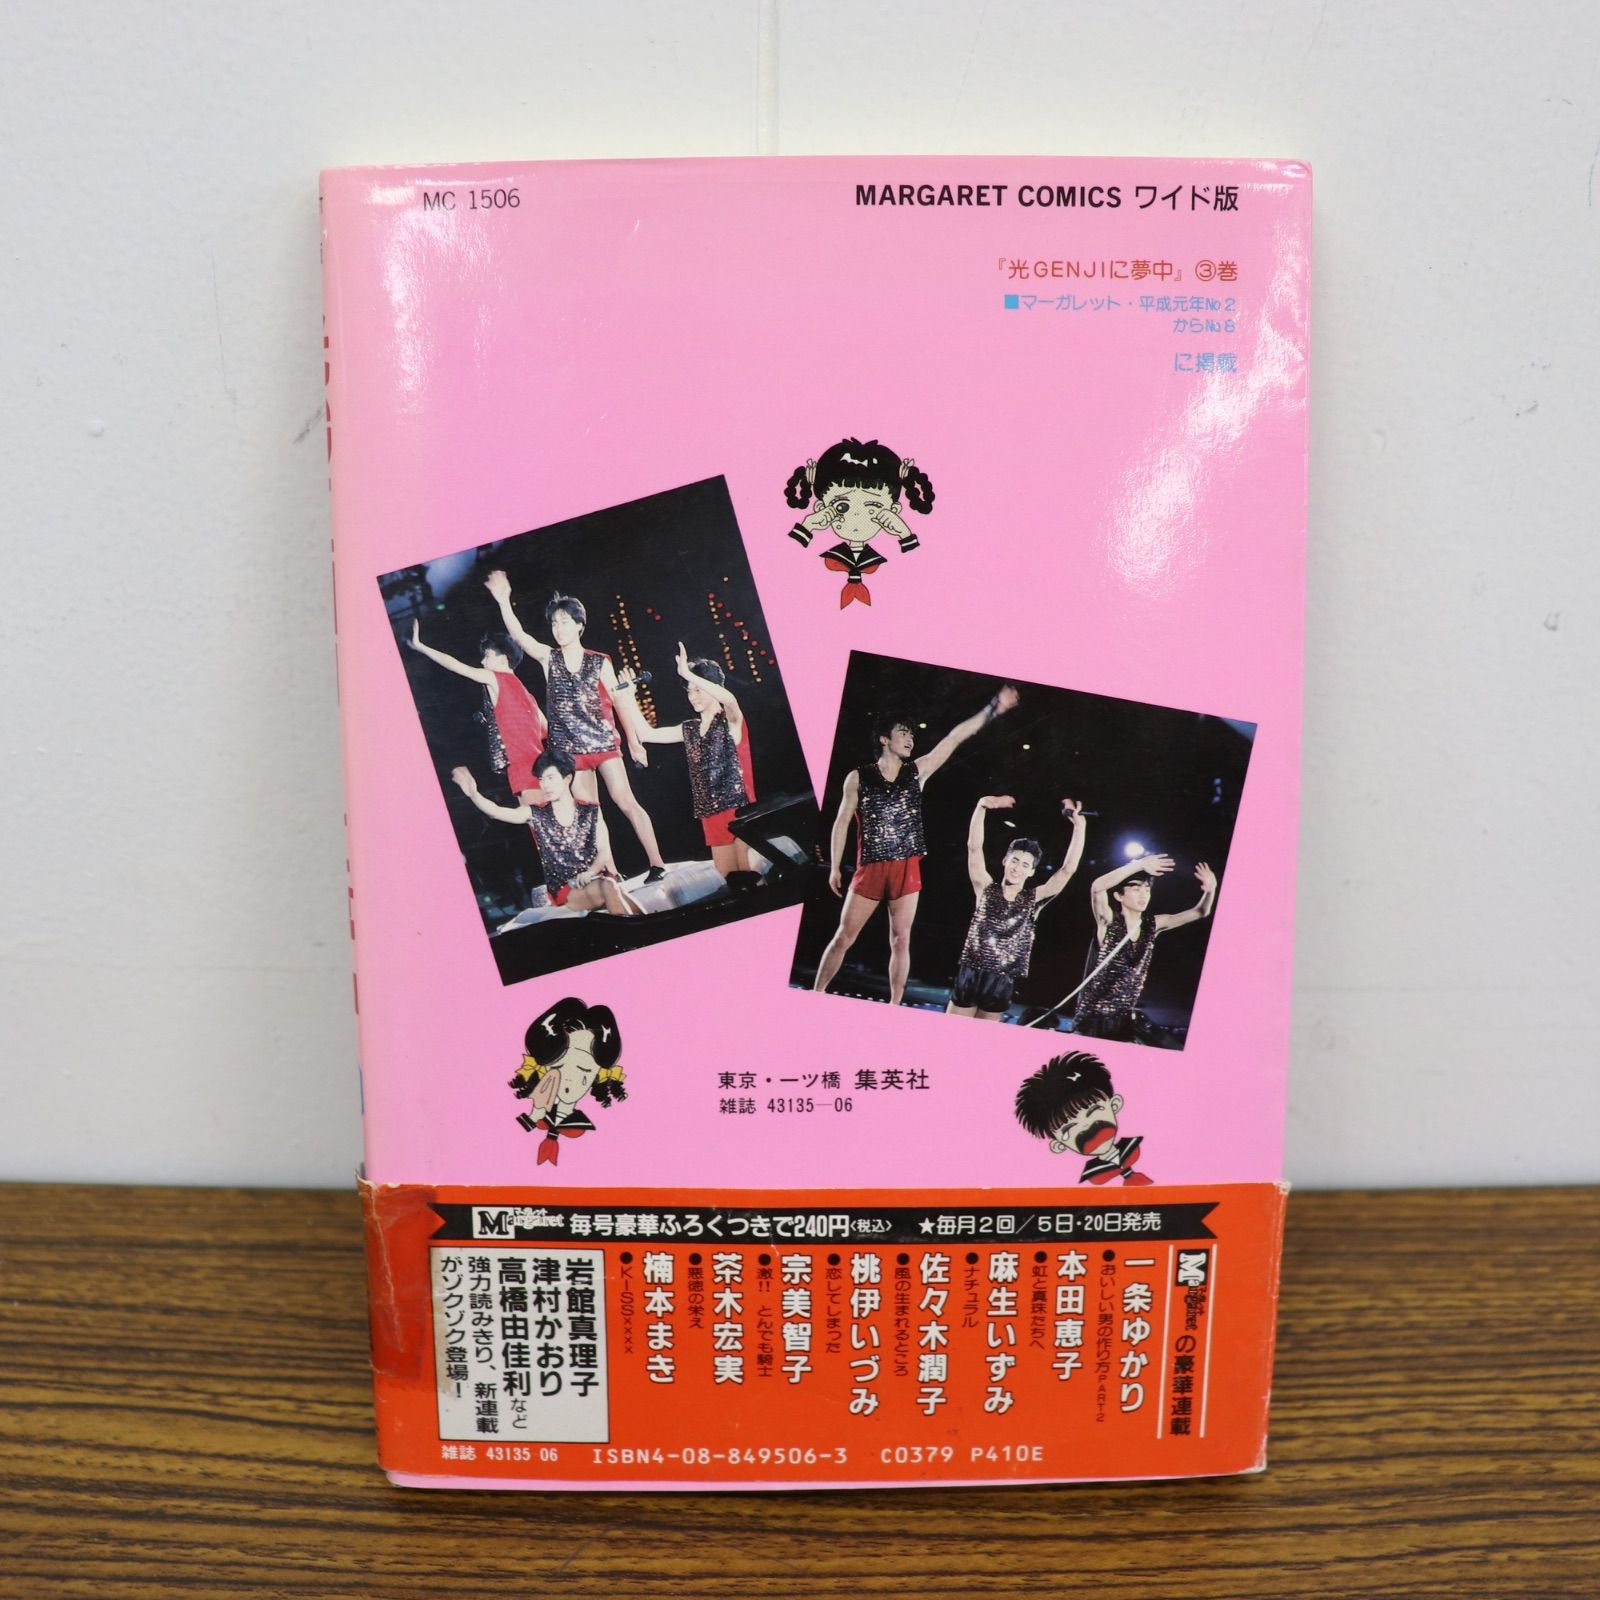 MC 1506
MARGARET COMICS ワイド版
『光GENJIに夢中』③巻
■マーガレット・平成元年№2
から№8
に掲載
東京・一ツ橋 集英社
雑誌 43135—06
Margaret 毎号豪華ふろくつきで240円〈税込〉 ★毎月2回／5日・20日発売
Margaretの豪華連載
一条ゆかり
●おいしい男の作り方PART2
本田恵子
●虹と真珠たちへ
麻生いずみ
●ナチュラル
佐々木潤子
●風の生まれるところ
桃伊いづみ
●恋してしまった
宗美智子
●激!! とんでも騎士
茶木宏実
●悪徳の栄え
楠本まき
●KISSxxxx
岩館真理子
津村かおり
高橋由佳利など
強力読みきり、新連載
がゾクゾク登場！
雑誌 43135 06 ISBN4-08-849506-3 C0379 P410E